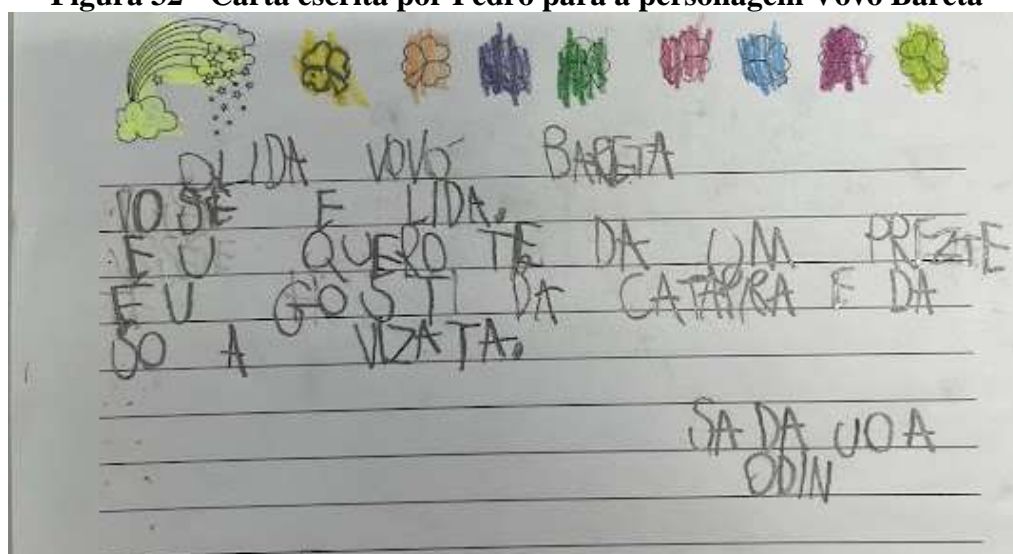 Figura 32 - Carta escrita por Pedro para a personagem Vovó Bareta
QLIDA VOVÓ BARETA
VOSE E LIDA.
EU QUERO TE DA UM PREZTE
EU GOSTI DA CATAPRA E DA
SO A VIZATA.
SA DA UOA
ODIN